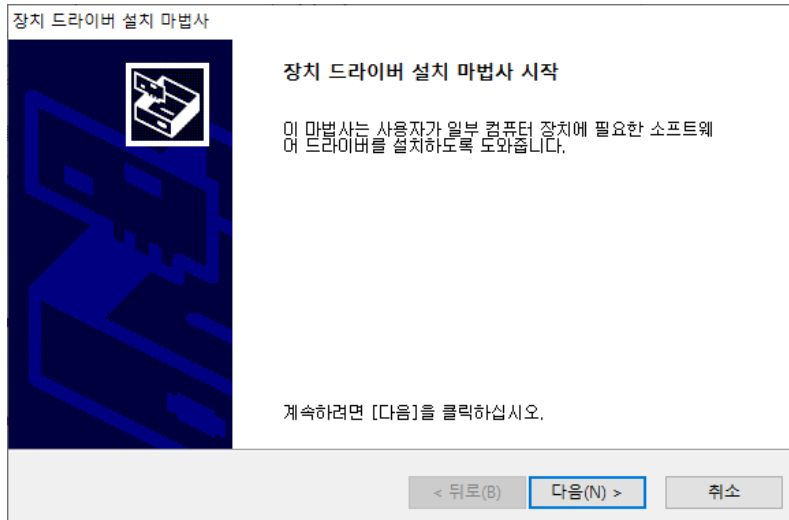 장치 드라이버 설치 마법사
장치 드라이버 설치 마법사 시작
이 마법사는 사용자가 일부 컴퓨터 장치에 필요한 소프트웨
어 드라이버를 설치하도록 도와줍니다.
계속하려면 [다음]을 클릭하십시오.
< 뒤로(B) 다음(N) > 취소